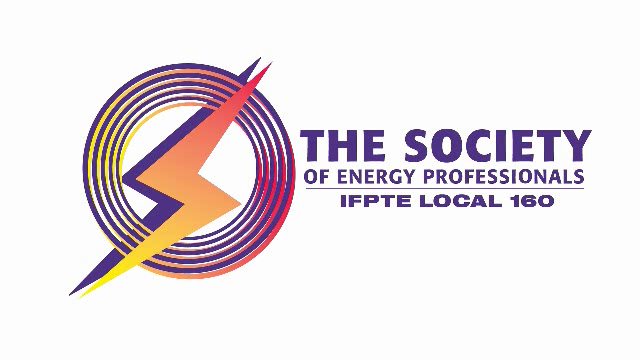 THE SOCIETY
OF ENERGY PROFESSIONALS
IFPTE LOCAL 160